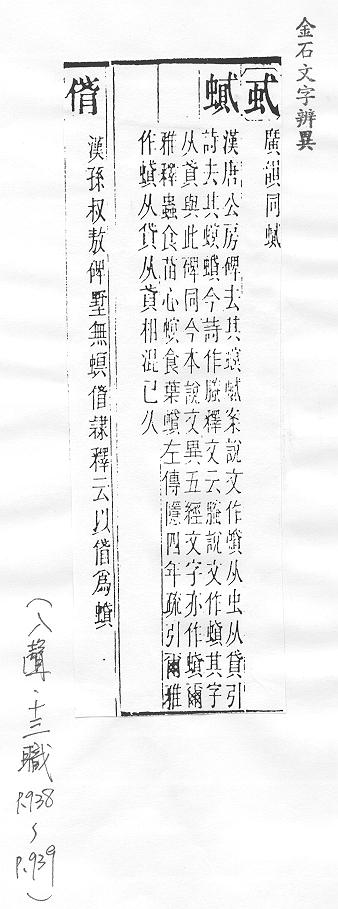 金石文字辨異
虣
廣韻同蟘
蟘
漢唐公房碑去其螟蟘案說文作蟘从虫从貸引
詩去其螟蟘今詩作螣釋文云螣說文作蟘其字
从貣與此碑同今本說文異五經文字亦作蟘爾
雅釋蟲食苗心螟食葉蟘左傳隱四年疏引爾雅
作蟘从貸从貣相混已久
偝
漢孫叔敖碑野無螟偝隸釋云以偝為蟘
(入聲·十三職
P.938
~
P.939)